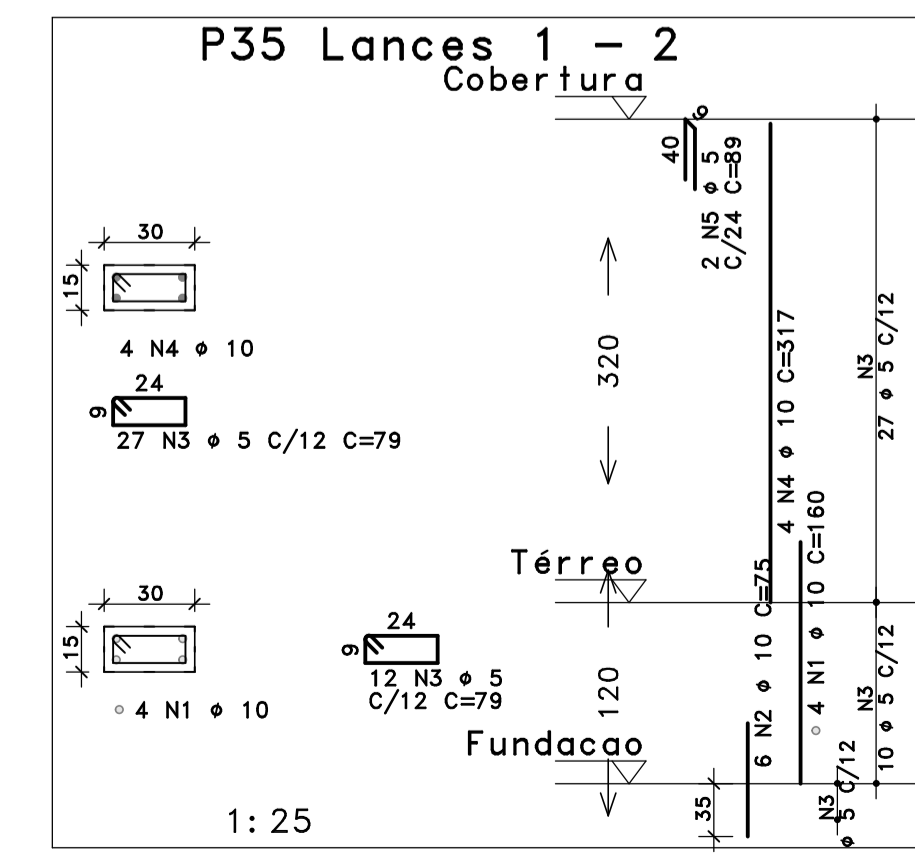 P35 Lances 1 - 2
Cobertura
40
9
2 N5  φ 5
C/24 C=89
30
15
4 N4 φ 10
24
9
27 N3 φ 5 C/12 C=79
320
4 N4 φ 10 C=317
N3
27 φ 5 C/12
Térreo
30
15
4 N1 φ 10
24
9
12 N3 φ 5
C/12 C=79
120
6 N2 φ 10 C=75
4 N1 φ 10 C=160
N3
10 φ 5 C/12
Fundacao
35
N3
φ 5 C/12
1:25